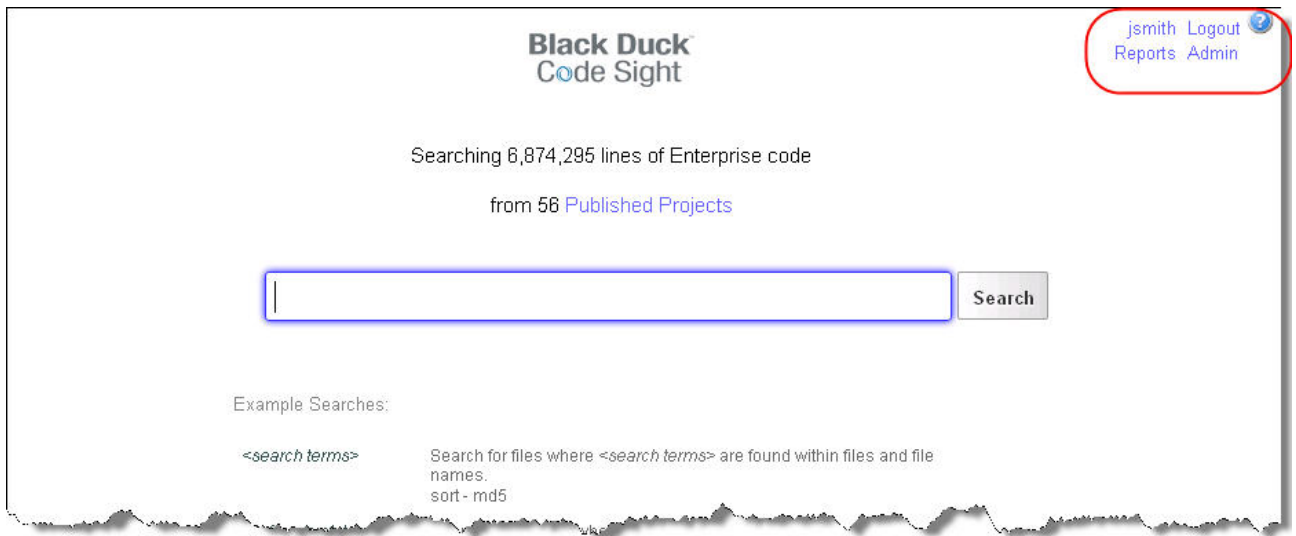 jsmith Logout ?
Reports Admin
Black Duck™
Code Sight
Searching 6,874,295 lines of Enterprise code
from 56 Published Projects
Search
Example Searches:
<search terms> Search for files where <search terms> are found within files and file
names.
sort - md5